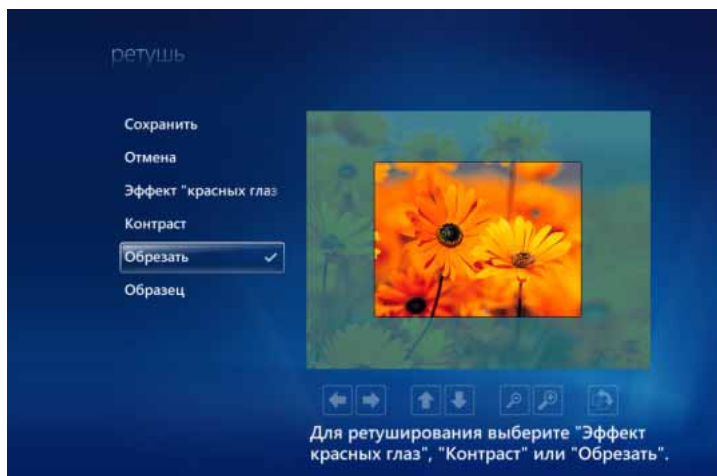 ретушь
Сохранить
Отмена
Эффект "красных глаз
Контраст
Обрезать
Образец
Для ретуширования выберите "Эффект
красных глаз", "Контраст" или "Обрезать".